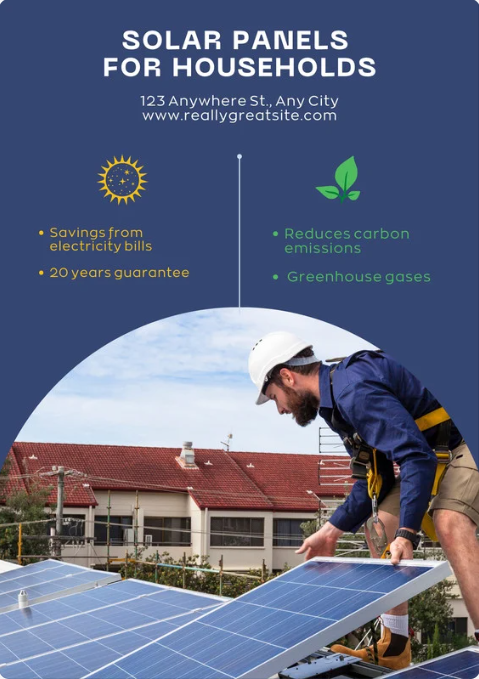 SOLAR PANELS
FOR HOUSEHOLDS
123 Anywhere St., Any City
www.reallygreatsite.com
• Savings from
electricity bills
• 20 years guarantee
• Reduces carbon
emissions
• Greenhouse gases